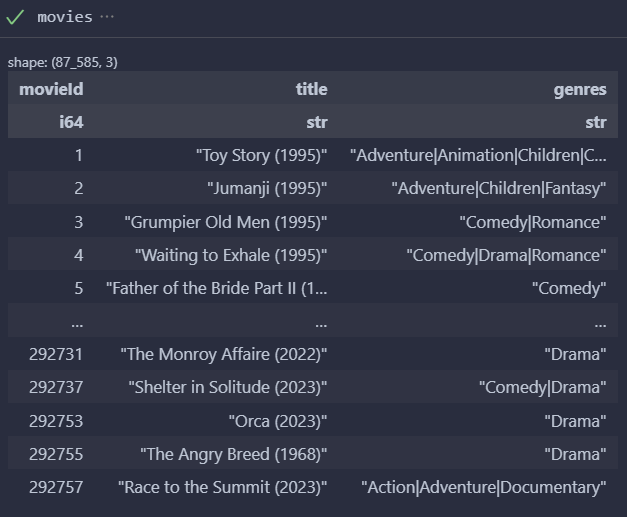 movies ...
shape: (87_585, 3)
movieId title genres
i64 str str
1 "Toy Story (1995)" "Adventure|Animation|Children|C...
2 "Jumanji (1995)" "Adventure|Children|Fantasy"
3 "Grumpier Old Men (1995)" "Comedy|Romance"
4 "Waiting to Exhale (1995)" "Comedy|Drama|Romance"
5 "Father of the Bride Part II (1... "Comedy"
... ... ...
292731 "The Monroy Affaire (2022)" "Drama"
292737 "Shelter in Solitude (2023)" "Comedy|Drama"
292753 "Orca (2023)" "Drama"
292755 "The Angry Breed (1968)" "Drama"
292757 "Race to the Summit (2023)" "Action|Adventure|Documentary"